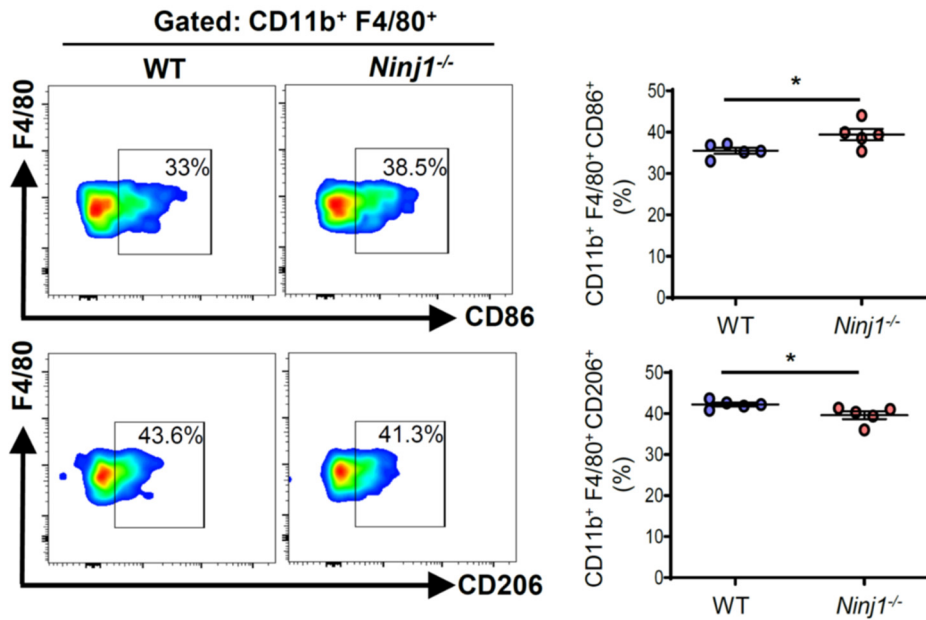 Gated: CD11b⁺ F4/80⁺
WT
Ninj1⁻/⁻
F4/80
33%
38.5%
CD86
F4/80
43.6%
41.3%
CD206
*
CD11b⁺ F4/80⁺ CD86⁺
(%)
50
40
30
20
10
0
WT
Ninj1⁻/⁻
*
CD11b⁺ F4/80⁺ CD206⁺
(%)
50
40
30
20
10
0
WT
Ninj1⁻/⁻